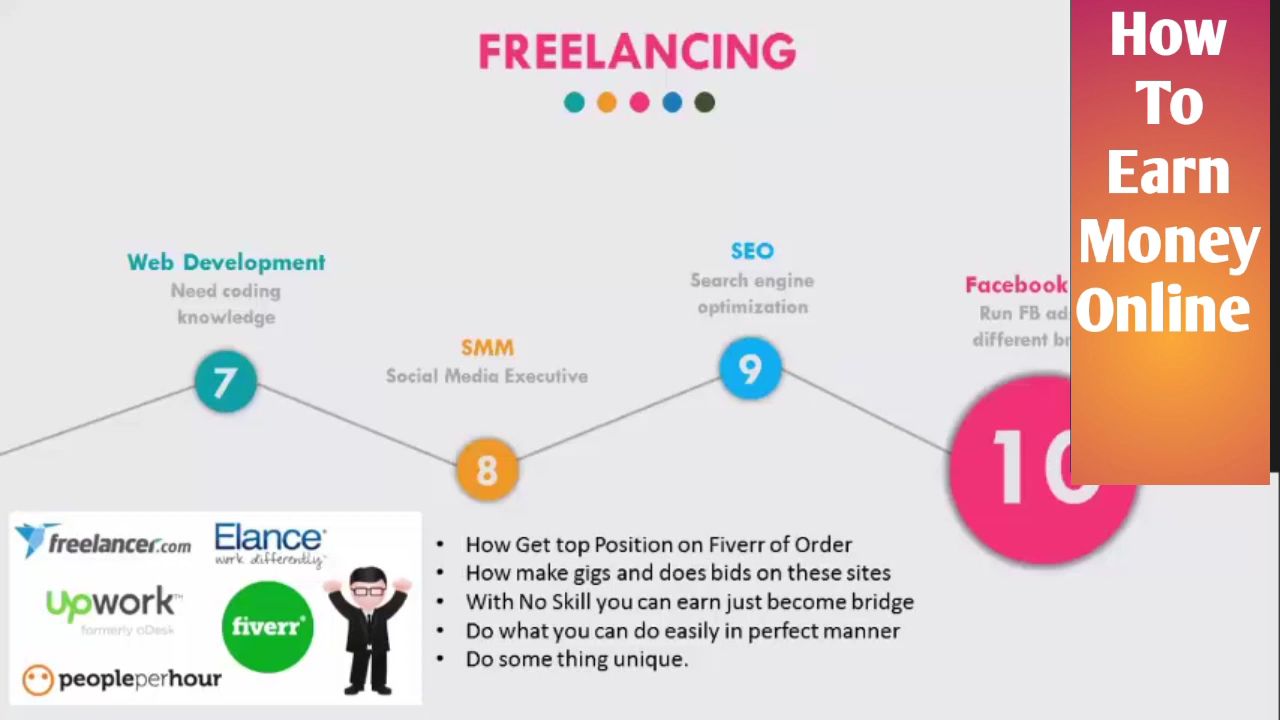 FREELANCING
How
To
Earn
Money
Online
Web Development
Need coding
knowledge
7
SMM
Social Media Executive
8
SEO
Search engine
optimization
9
Facebook
Run FB ad
different br
10
freelancer.com
Elance
work differently
upwork™
formerly oDesk
fiverr
peopleperhour
• How Get top Position on Fiverr of Order
• How make gigs and does bids on these sites
• With No Skill you can earn just become bridge
• Do what you can do easily in perfect manner
• Do some thing unique.